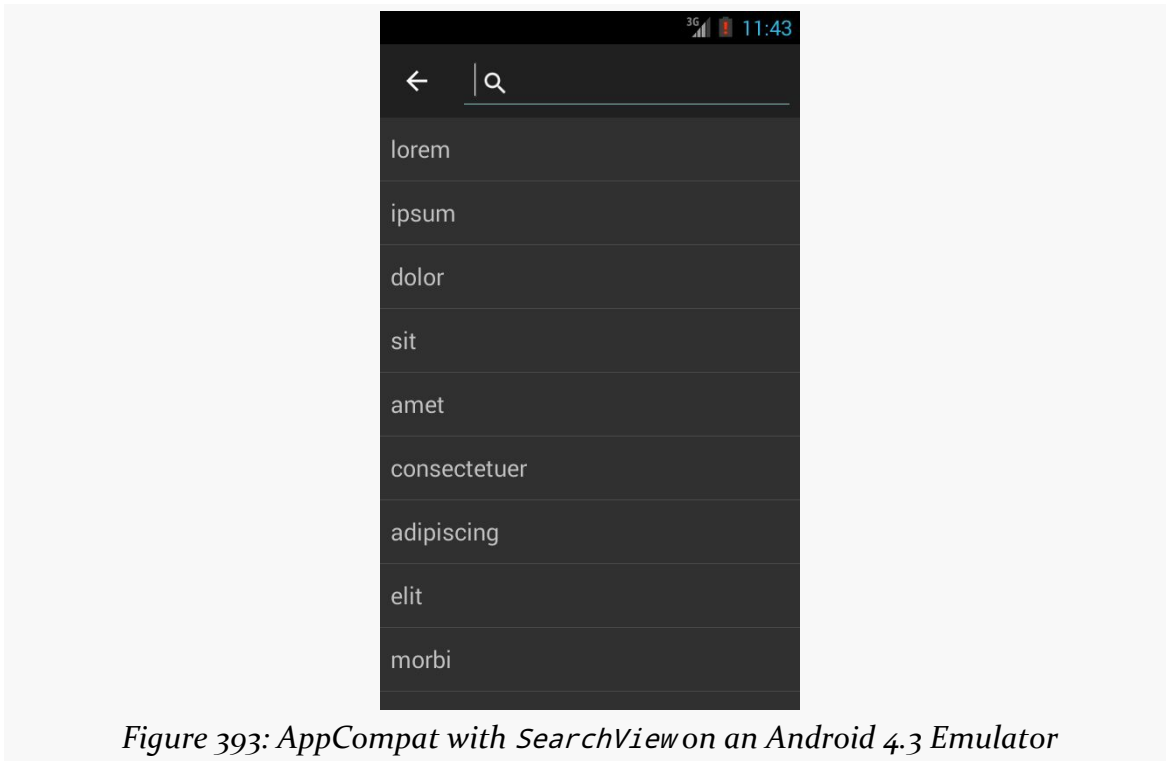 3G 11:43
lorem
ipsum
dolor
sit
amet
consectetuer
adipiscing
elit
morbi
Figure 393: AppCompat with SearchView on an Android 4.3 Emulator